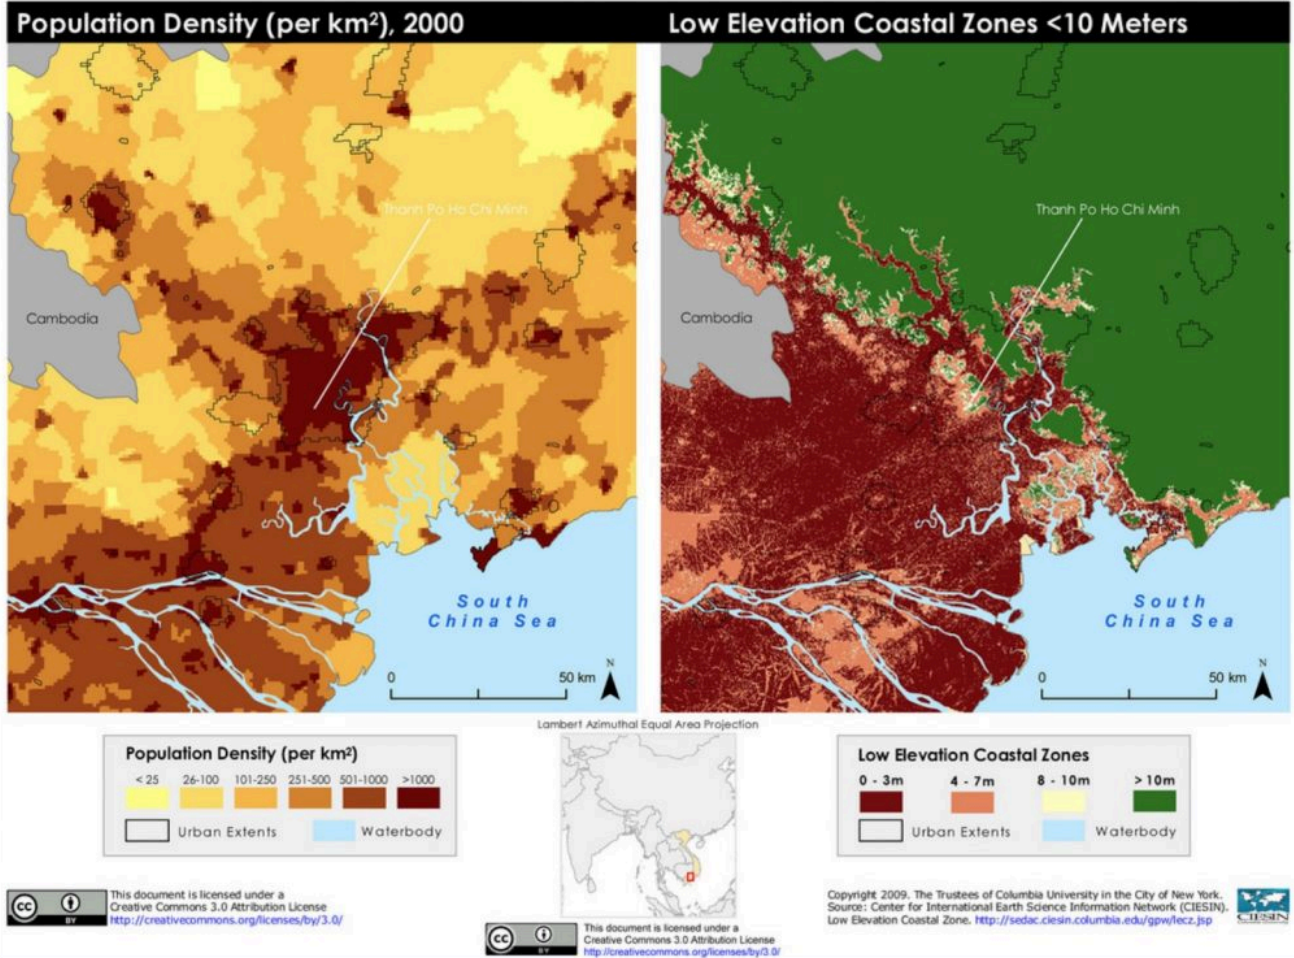 Population Density (per km²), 2000
Low Elevation Coastal Zones <10 Meters
Thanh Po Ho Chi Minh
Cambodia
South
China Sea
N
0
50 km
Thanh Po Ho Chi Minh
Cambodia
South
China Sea
N
0
50 km
Lambert Azimuthal Equal Area Projection
Population Density (per km²)
< 25 26-100 101-250 251-500 501-1000 >1000
Urban Extents Waterbody
Low Elevation Coastal Zones
0 - 3m 4 - 7m 8 - 10m > 10m
Urban Extents Waterbody
cc BY
This document is licensed under a
Creative Commons 3.0 Attribution License
http://creativecommons.org/licenses/by/3.0/
cc BY
This document is licensed under a
Creative Commons 3.0 Attribution License
http://creativecommons.org/licenses/by/3.0/
Copyright 2009. The Trustees of Columbia University in the City of New York.
Source: Center for International Earth Science Information Network (CIESIN).
Low Elevation Coastal Zone. http://sedac.ciesin.columbia.edu/gpw/lecz.jsp
CIESIN